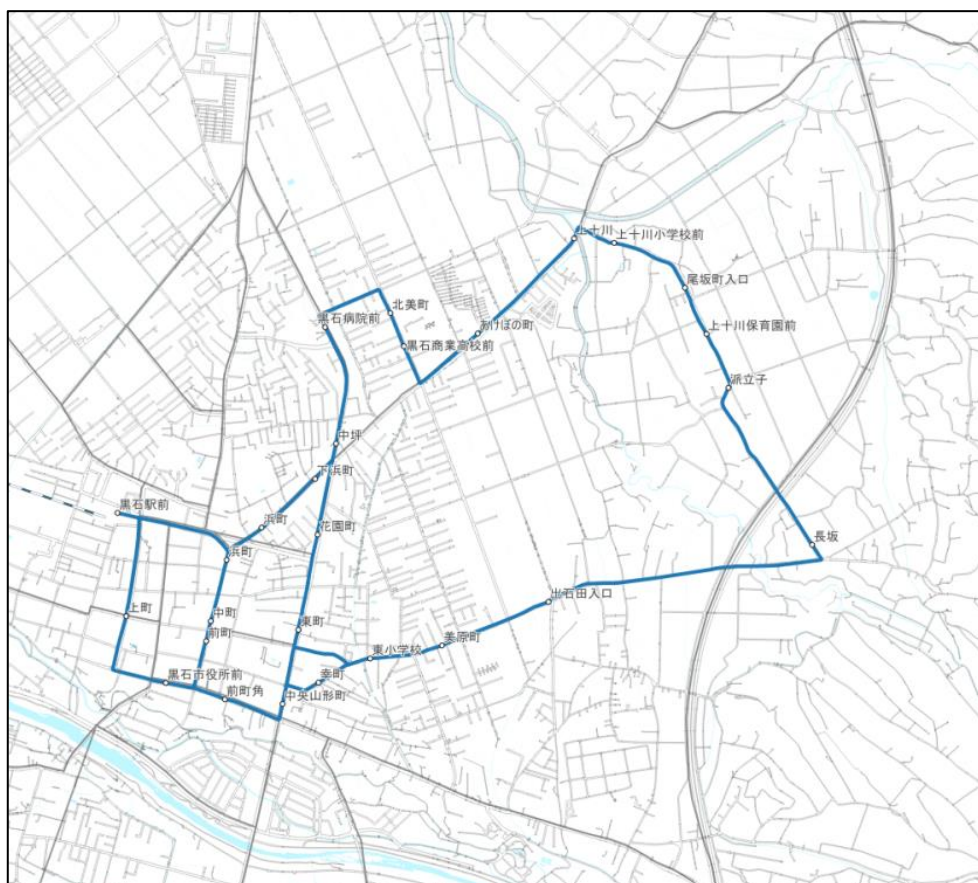 上十川
上十川小学校前
尾坂町入口
北美町
黒石病院前
あけぼの町
上十川保育園前
黒石商業高校前
派立子
中坪
下浜町
黒石駅前
浜町
花園町
長坂
浜町
出石田入口
上町
中町
東町
前町
美原町
東小学校
黒石市役所前
幸町
前町角
中央山形町